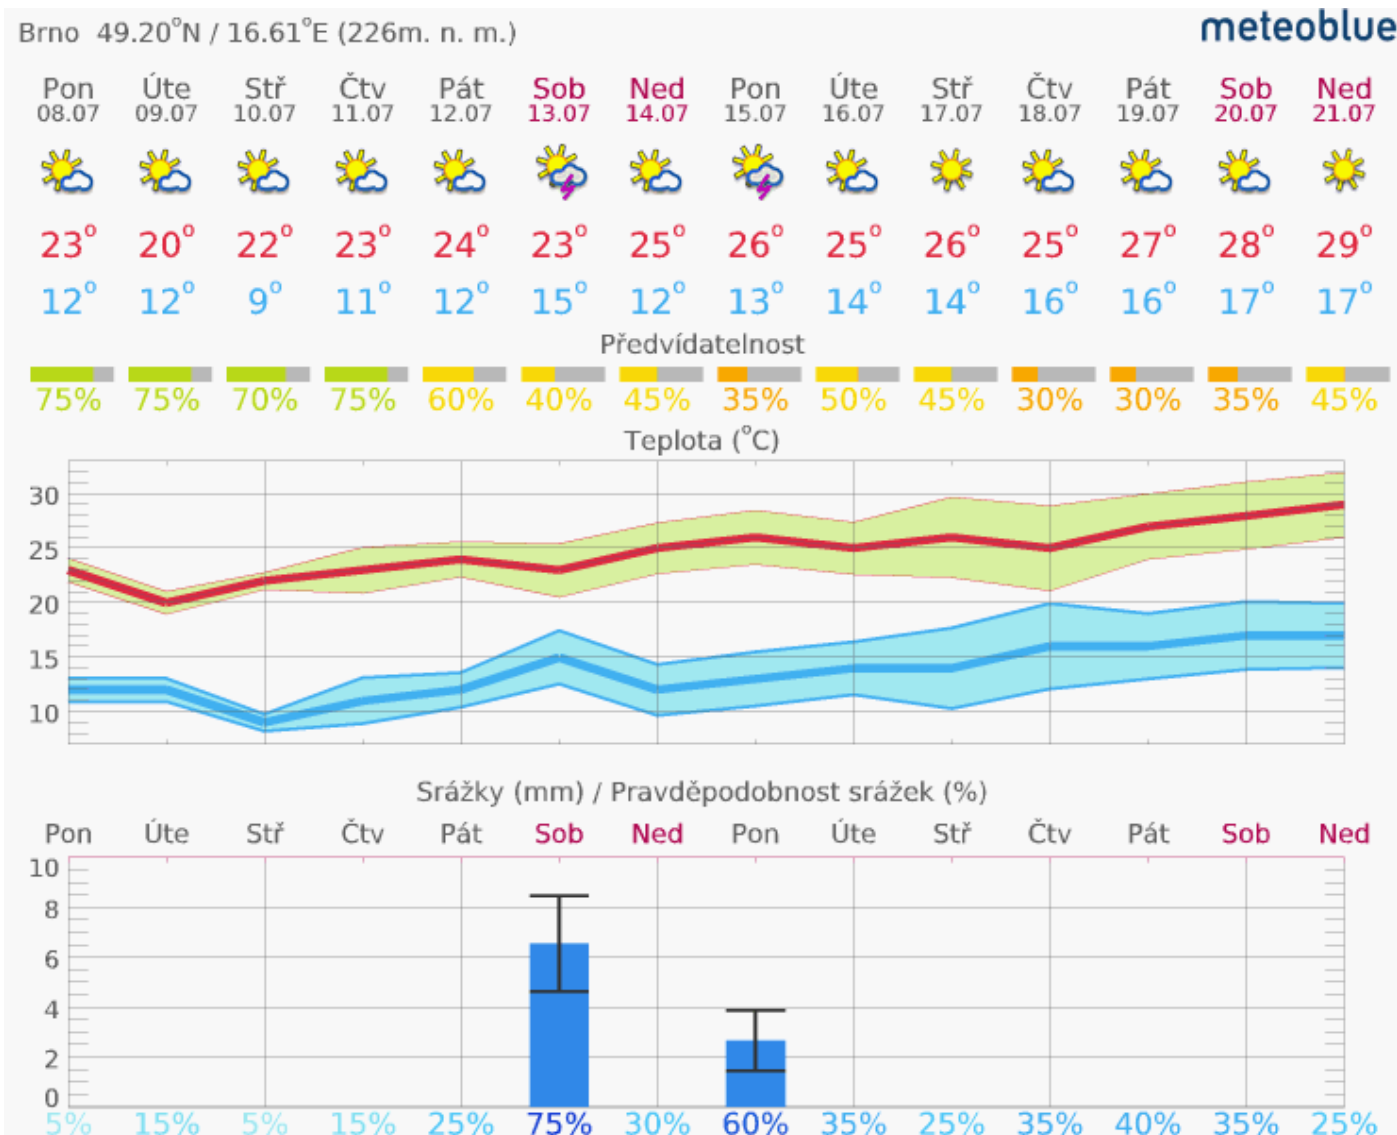 Brno 49.20°N / 16.61°E (226m. n. m.)
meteoblue
Pon Úte Stř Čtv Pát Sob Ned Pon Úte Stř Čtv Pát Sob Ned
08.07 09.07 10.07 11.07 12.07 13.07 14.07 15.07 16.07 17.07 18.07 19.07 20.07 21.07
23° 20° 22° 23° 24° 23° 25° 26° 25° 26° 25° 27° 28° 29°
12° 12° 9° 11° 12° 15° 12° 13° 14° 14° 16° 16° 17° 17°
Předvídatelnost
75% 75% 70% 75% 60% 40% 45% 35% 50% 45% 30% 30% 35% 45%
Teplota (°C)
30
25
20
15
10
Srážky (mm) / Pravděpodobnost srážek (%)
Pon Úte Stř Čtv Pát Sob Ned Pon Úte Stř Čtv Pát Sob Ned
10
8
6
4
2
0
5% 15% 5% 15% 25% 75% 30% 60% 35% 25% 35% 40% 35% 25%